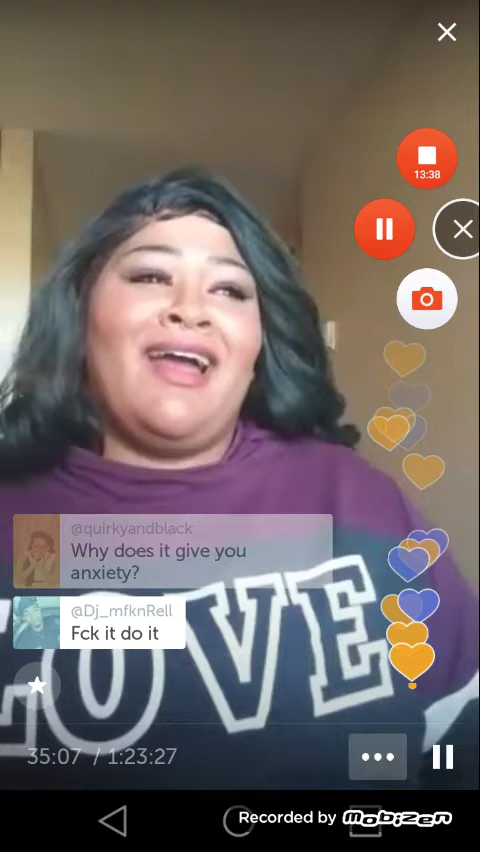 13:38
@quirkyandblack
Why does it give you
anxiety?
@Dj_mfknRell
Fck it do it
LOVE
35:07 / 1:23:27
Recorded by Mobizen